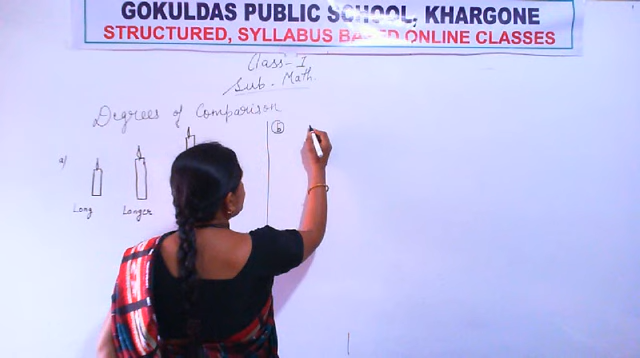 GOKULDAS PUBLIC SCHOOL, KHARGONE
STRUCTURED, SYLLABUS BASED ONLINE CLASSES
Class - I
Sub. Math.
Degrees of Comparison
a)
b
Long
Longer